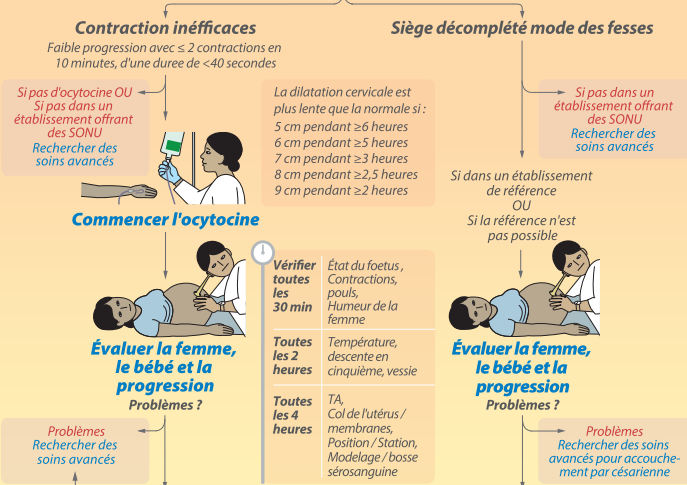 Contraction inéfficaces
Faible progression avec ≤ 2 contractions en
10 minutes, d'une duree de <40 secondes
Si pas d'ocytocine OU
Si pas dans un
établissement offrant
des SONU
Rechercher des
soins avancés
Commencer l'ocytocine
La dilatation cervicale est
plus lente que la normale si :
5 cm pendant ≥6 heures
6 cm pendant ≥5 heures
7 cm pendant ≥3 heures
8 cm pendant ≥2,5 heures
9 cm pendant ≥2 heures
Siège décomplété mode des fesses
Si pas dans un
établissement offrant
des SONU
Rechercher des
soins avancés
Si dans un établissement
de référence
OU
Si la référence n'est
pas possible
Évaluer la femme,
le bébé et la
progression
Problèmes ?
Problèmes
Rechercher des
soins avancés
Vérifier
toutes
les
30 min
État du foetus ,
Contractions,
pouls,
Humeur de la
femme
Toutes
les 2
heures
Température,
descente en
cinquième, vessie
Toutes
les 4
heures
TA,
Col de l'utérus /
membranes,
Position / Station,
Modelage / bosse
sérosanguine
Évaluer la femme,
le bébé et la
progression
Problèmes ?
Problèmes
Rechercher des soins
avancés pour accouche-
ment par césarienne